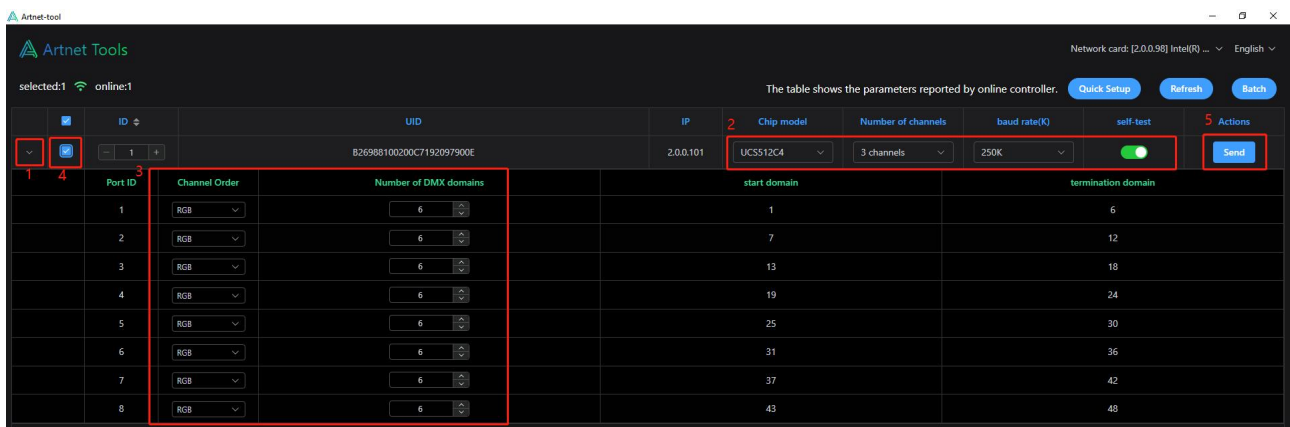 Artnet-tool
Artnet Tools
Network card: [2.0.0.98] Intel(R) ... English
selected:1 online:1
The table shows the parameters reported by online controller. Quick Setup Refresh Batch
ID UID IP 2 Chip model Number of channels baud rate(K) self-test 5 Actions
− 1 + B26988100200C7192097900E 2.0.0.101 UCS512C4 3 channels 250K Send
1 4 3
Port ID Channel Order Number of DMX domains start domain termination domain
1 RGB 6 1 6
2 RGB 6 7 12
3 RGB 6 13 18
4 RGB 6 19 24
5 RGB 6 25 30
6 RGB 6 31 36
7 RGB 6 37 42
8 RGB 6 43 48